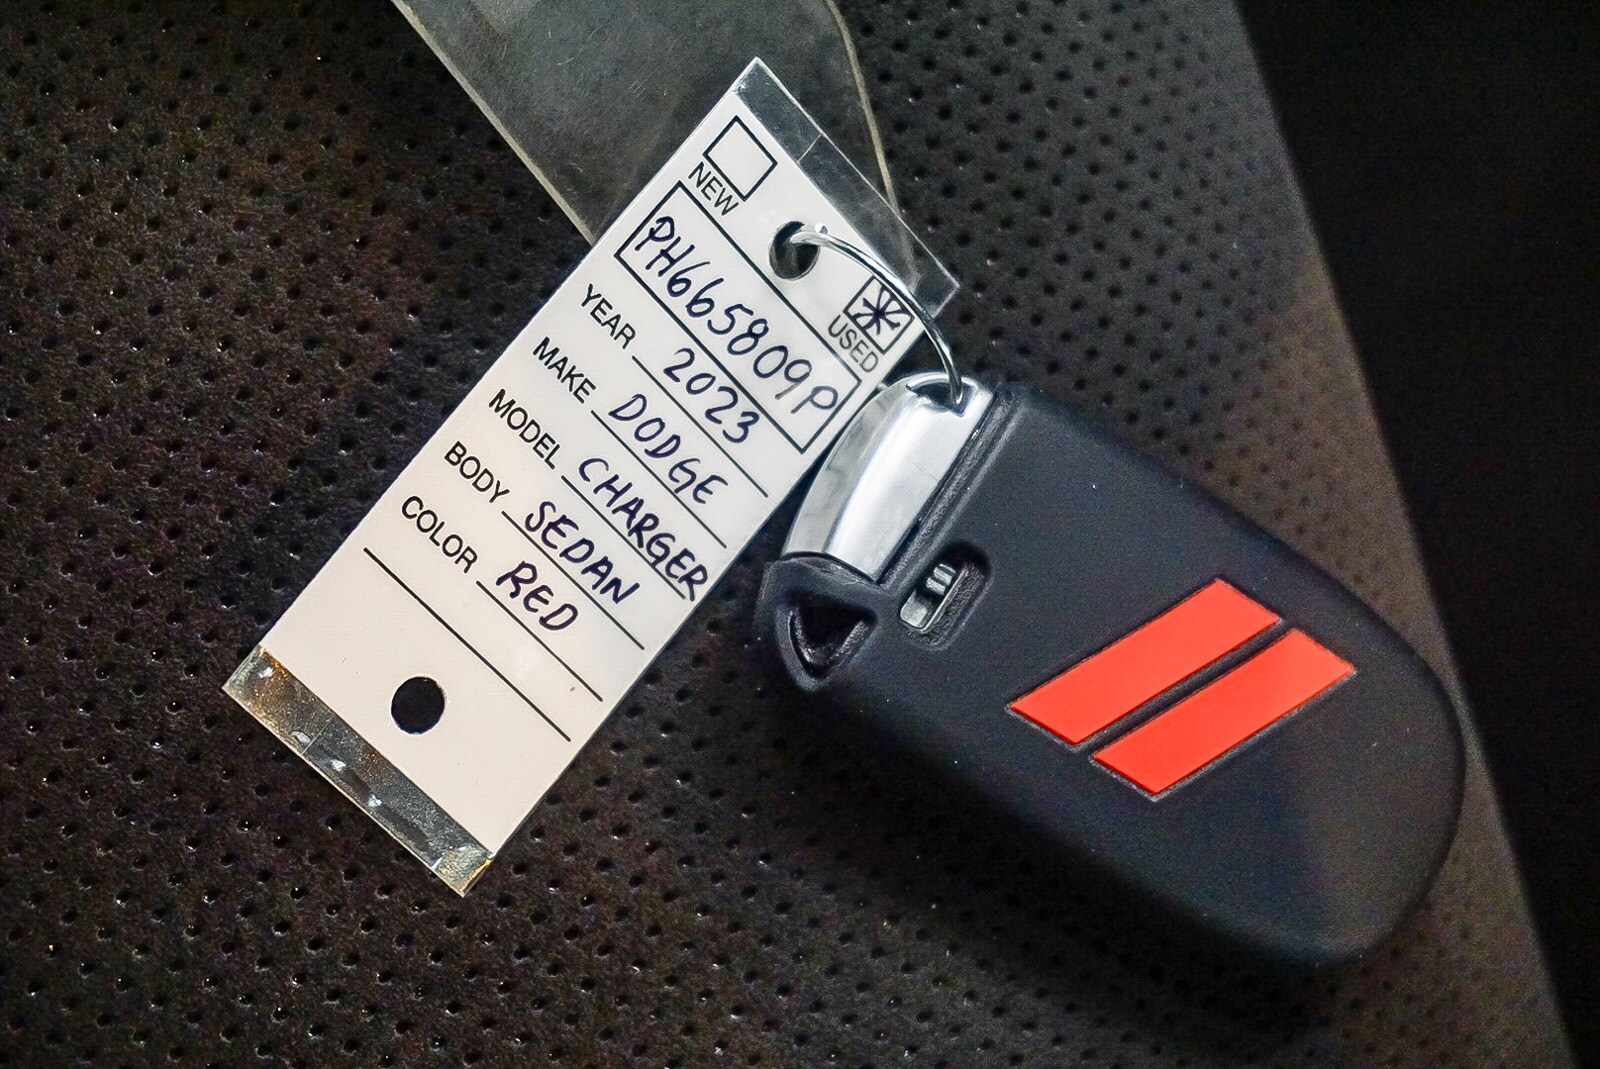 NEW
USED
PH665809P
YEAR 2023
MAKE DODGE
MODEL CHARGER
BODY SEDAN
COLOR RED